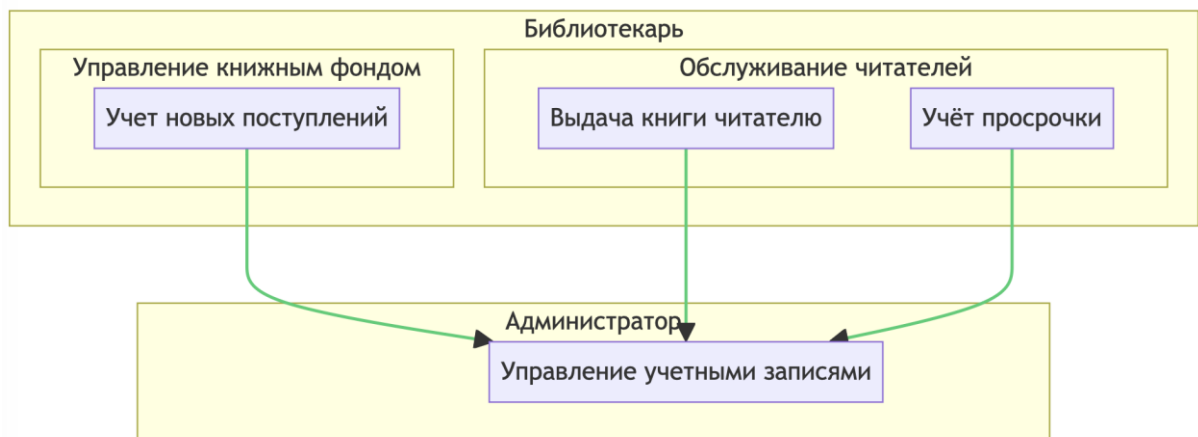 Библиотекарь
Управление книжным фондом
Обслуживание читателей
Учет новых поступлений
Выдача книги читателю
Учёт просрочки
Администратор
Управление учетными записями